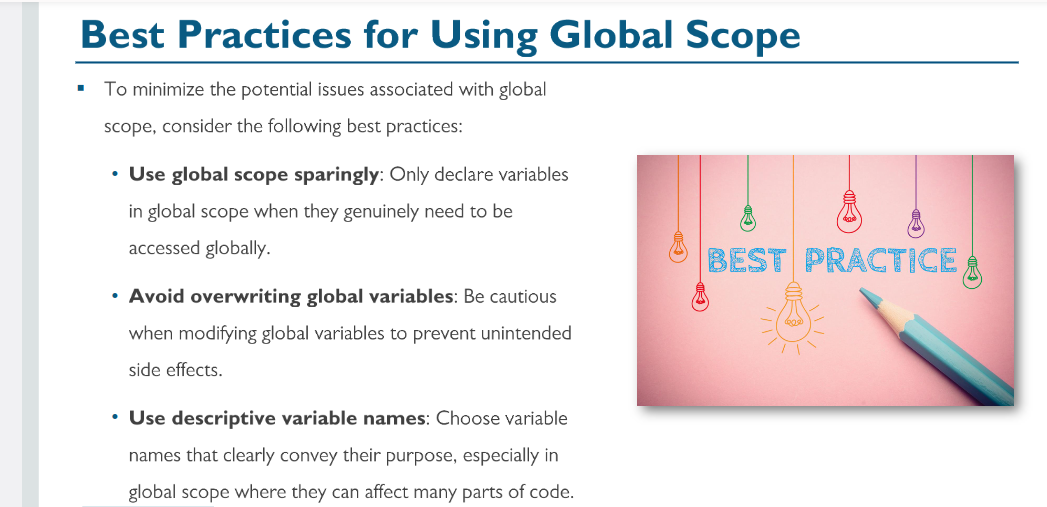 Best Practices for Using Global Scope
▪ To minimize the potential issues associated with global
scope, consider the following best practices:
• Use global scope sparingly: Only declare variables
in global scope when they genuinely need to be
accessed globally.
• Avoid overwriting global variables: Be cautious
when modifying global variables to prevent unintended
side effects.
• Use descriptive variable names: Choose variable
names that clearly convey their purpose, especially in
global scope where they can affect many parts of code.
BEST PRACTICE